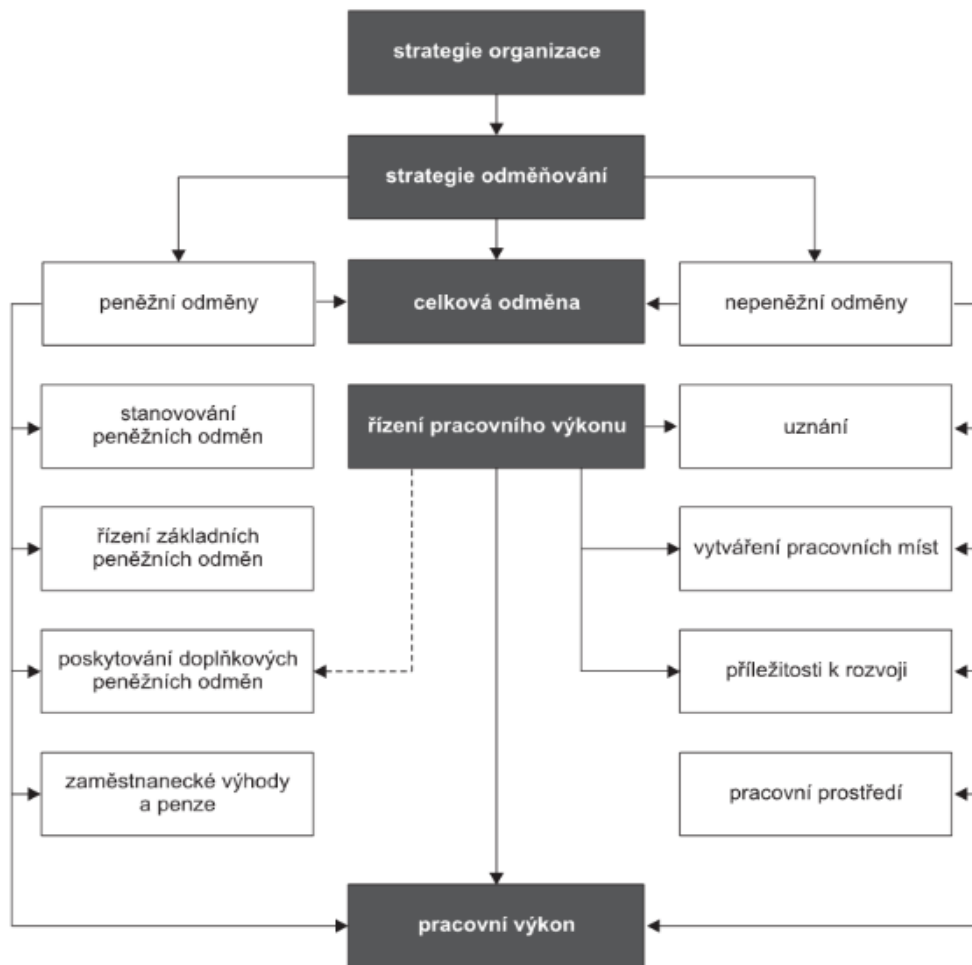 strategie organizace
strategie odměňování
peněžní odměny
celková odměna
nepeněžní odměny
stanovování
peněžních odměn
řízení pracovního výkonu
uznání
řízení základních
peněžních odměn
vytváření pracovních míst
poskytování doplňkových
peněžních odměn
příležitosti k rozvoji
zaměstnanecké výhody
a penze
pracovní prostředí
pracovní výkon